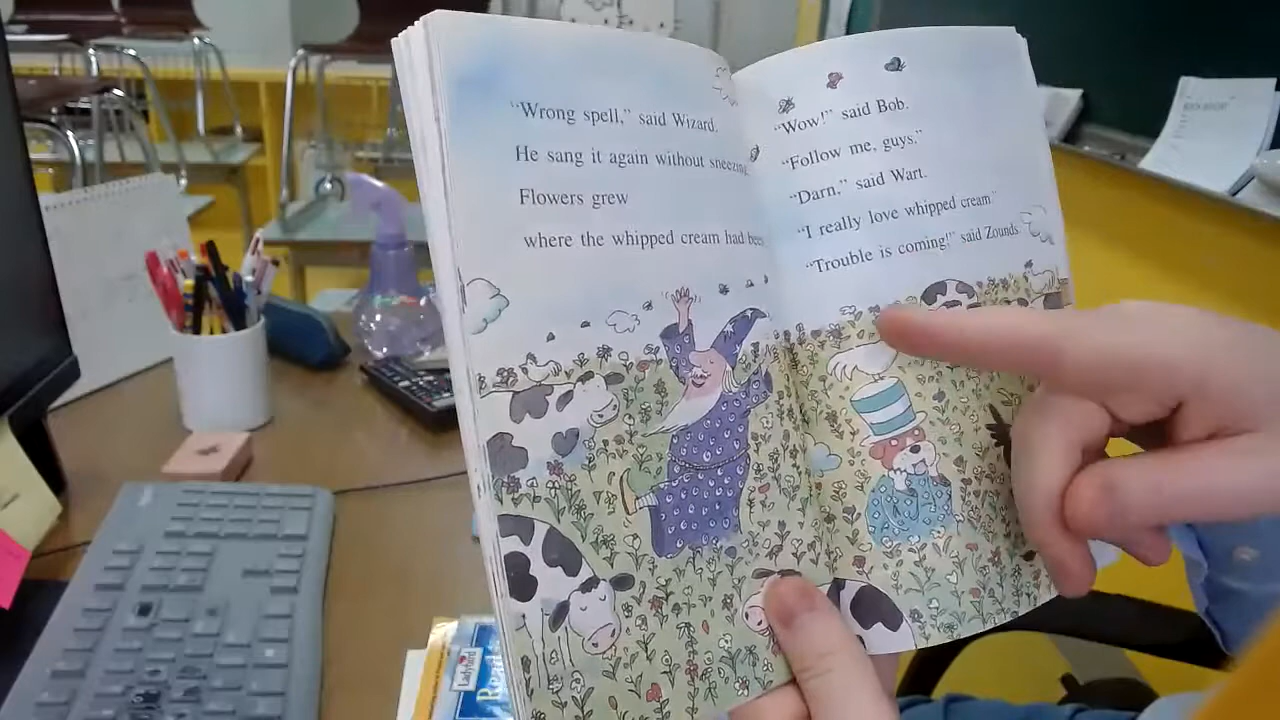 “Wrong spell,” said Wizard.
He sang it again without sneezing.
Flowers grew
where the whipped cream had been.
“Wow!” said Bob.
“Follow me, guys.”
“Darn,” said Wart.
“I really love whipped cream.”
“Trouble is coming!” said Zounds.
Ladybird